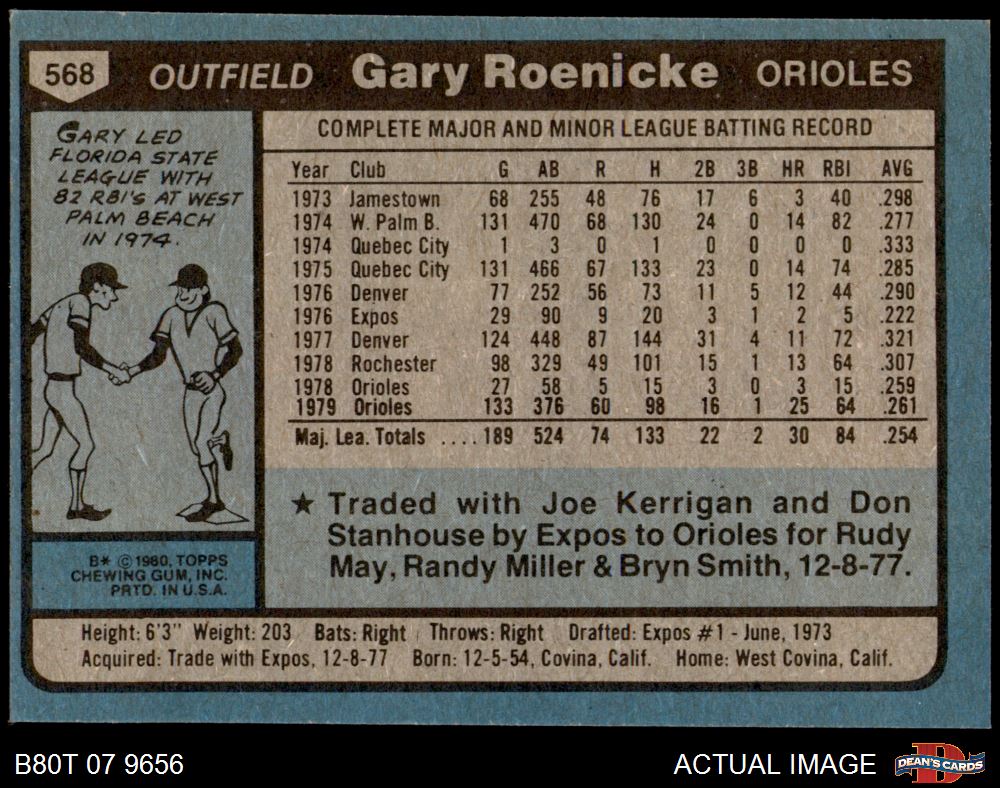 568 OUTFIELD Gary Roenicke ORIOLES
GARY LED
FLORIDA STATE
LEAGUE WITH
82 RBI'S AT WEST
PALM BEACH
IN 1974.
COMPLETE MAJOR AND MINOR LEAGUE BATTING RECORD
Year Club G AB R H 2B 3B HR RBI AVG
1973 Jamestown 68 255 48 76 17 6 3 40 .298
1974 W. Palm B. 131 470 68 130 24 0 14 82 .277
1974 Quebec City 1 3 0 1 0 0 0 0 .333
1975 Quebec City 131 466 67 133 23 0 14 74 .285
1976 Denver 77 252 56 73 11 5 12 44 .290
1976 Expos 29 90 9 20 3 1 2 5 .222
1977 Denver 124 448 87 144 31 4 11 72 .321
1978 Rochester 98 329 49 101 15 1 13 64 .307
1978 Orioles 27 58 5 15 3 0 3 15 .259
1979 Orioles 133 376 60 98 16 1 25 64 .261
Maj. Lea. Totals .... 189 524 74 133 22 2 30 84 .254
★ Traded with Joe Kerrigan and Don
Stanhouse by Expos to Orioles for Rudy
May, Randy Miller & Bryn Smith, 12-8-77.
B* © 1980, TOPPS
CHEWING GUM, INC.
PRTD. IN U.S.A.
Height: 6'3" Weight: 203 Bats: Right Throws: Right Drafted: Expos #1 - June, 1973
Acquired: Trade with Expos, 12-8-77 Born: 12-5-54, Covina, Calif. Home: West Covina, Calif.
B80T 07 9656
ACTUAL IMAGE
D
DEAN'S CARDS